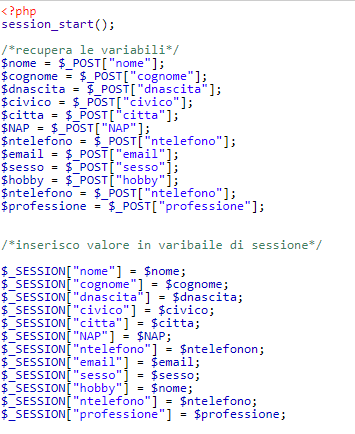 <?php
session_start();
/*recupera le variabili*/
$nome = $_POST["nome"];
$cognome = $_POST["cognome"];
$dnascita = $_POST["dnascita"];
$civico = $_POST["civico"];
$citta = $_POST["citta"];
$NAP = $_POST["NAP"];
$ntelefono = $_POST["ntelefono"];
$email = $_POST["email"];
$sesso = $_POST["sesso"];
$hobby = $_POST["hobby"];
$ntelefono = $_POST["ntelefono"];
$professione = $_POST["professione"];
/*inserisco valore in varibaile di sessione*/
$_SESSION["nome"] = $nome;
$_SESSION["cognome"] = $cognome;
$_SESSION["dnascita"] = $dnascita;
$_SESSION["civico"] = $civico;
$_SESSION["citta"] = $citta;
$_SESSION["NAP"] = $NAP;
$_SESSION["ntelefono"] = $ntelefonon;
$_SESSION["email"] = $email;
$_SESSION["sesso"] = $sesso;
$_SESSION["hobby"] = $nome;
$_SESSION["ntelefono"] = $ntelefono;
$_SESSION["professione"] = $professione;